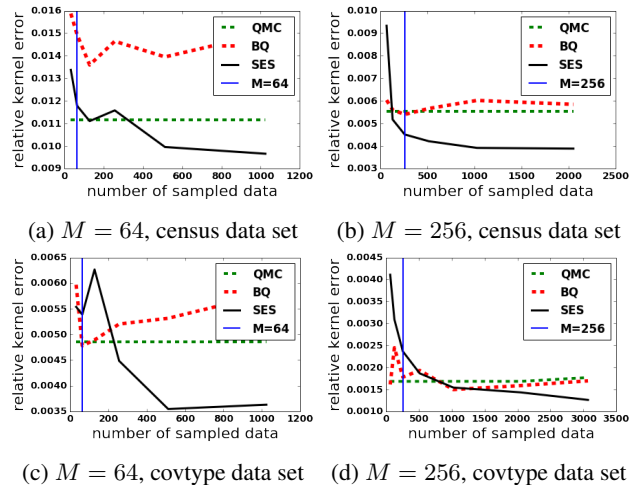 0.016
0.015
0.014
0.013
0.012
0.011
0.010
0.009
relative kernel error
0 200 400 600 800 1000 1200
number of sampled data
QMC
BQ
SES
M=64
(a) M = 64, census data set
0.010
0.009
0.008
0.007
0.006
0.005
0.004
0.003
relative kernel error
0 500 1000 1500 2000 2500
number of sampled data
QMC
BQ
SES
M=256
(b) M = 256, census data set
0.0065
0.0060
0.0055
0.0050
0.0045
0.0040
0.0035
relative kernel error
0 200 400 600 800 1000 1200
number of sampled data
QMC
BQ
SES
M=64
(c) M = 64, covtype data set
0.0045
0.0040
0.0035
0.0030
0.0025
0.0020
0.0015
0.0010
relative kernel error
0 500 1000 1500 2000 2500 3000 3500
number of sampled data
QMC
BQ
SES
M=256
(d) M = 256, covtype data set